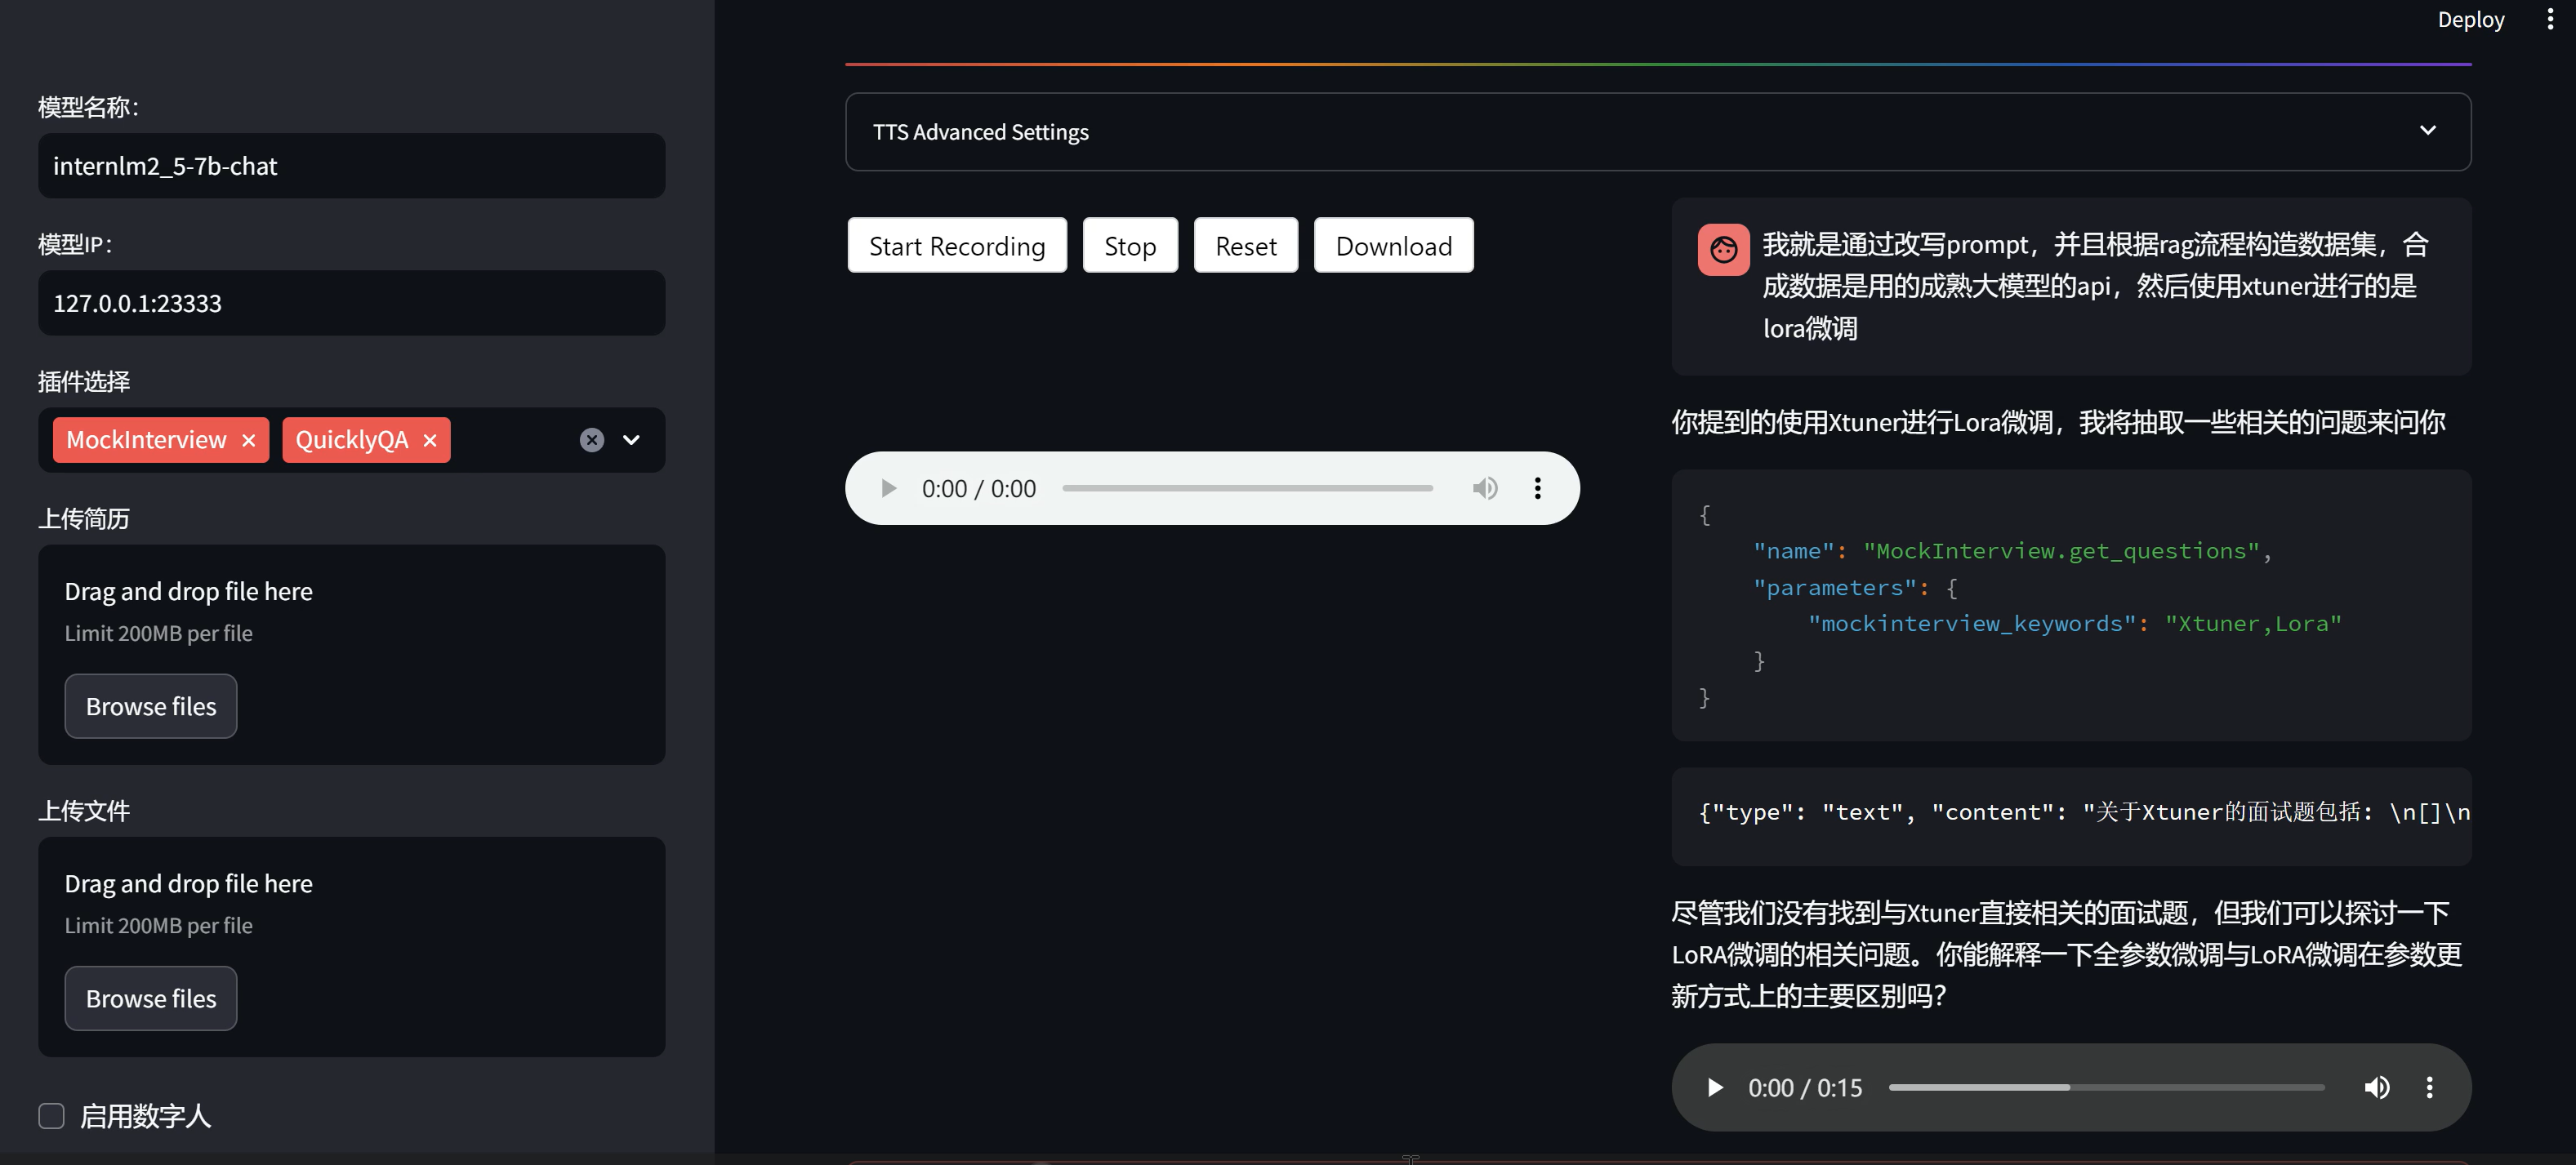 Deploy
模型名称：
internlm2_5-7b-chat
模型IP：
127.0.0.1:23333
插件选择
MockInterview
QuicklyQA
上传简历
Drag and drop file here
Limit 200MB per file
Browse files
上传文件
Drag and drop file here
Limit 200MB per file
Browse files
启用数字人
TTS Advanced Settings
Start Recording
Stop
Reset
Download
0:00 / 0:00
我就是通过改写prompt，并且根据rag流程构造数据集，合
成数据是用的成熟大模型的api，然后使用xtuner进行的是
lora微调
你提到的使用Xtuner进行Lora微调，我将抽取一些相关的问题来问你
{
"name": "MockInterview.get_questions",
"parameters": {
"mockinterview_keywords": "Xtuner,Lora"
}
}
{"type": "text", "content": "关于Xtuner的面试题包括: \n[]\n
尽管我们没有找到与Xtuner直接相关的面试题，但我们可以探讨一下
LoRA微调的相关问题。你能解释一下全参数微调与LoRA微调在参数更
新方式上的主要区别吗？
0:00 / 0:15